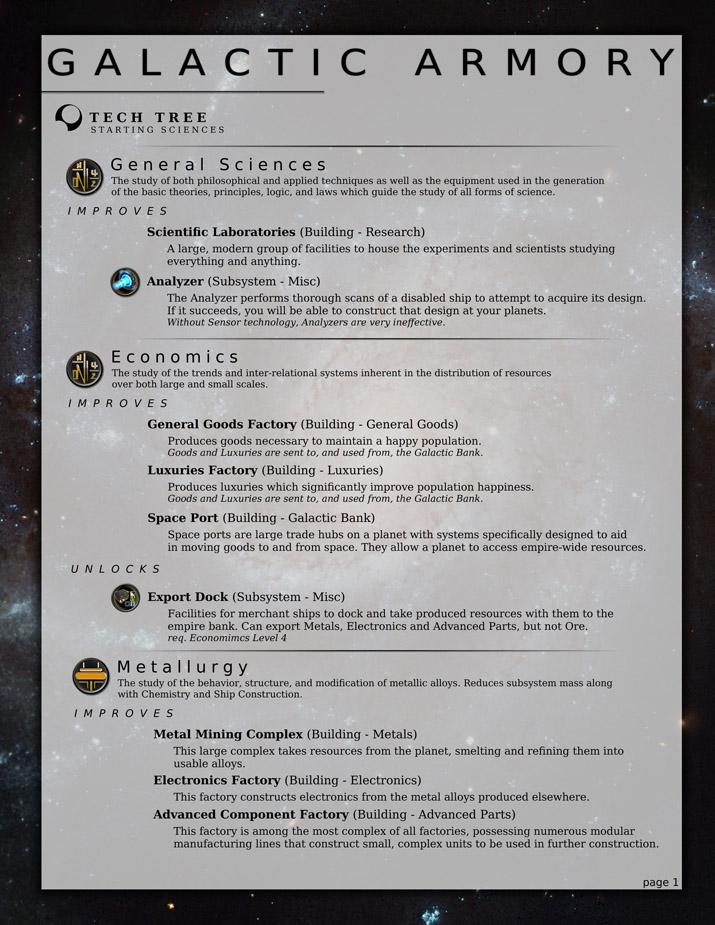 GALACTIC ARMORY
TECH TREE
STARTING SCIENCES
General Sciences
The study of both philosophical and applied techniques as well as the equipment used in the generation
of the basic theories, principles, logic, and laws which guide the study of all forms of science.
IMPROVES
Scientific Laboratories (Building - Research)
A large, modern group of facilities to house the experiments and scientists studying
everything and anything.
Analyzer (Subsystem - Misc)
The Analyzer performs thorough scans of a disabled ship to attempt to acquire its design.
If it succeeds, you will be able to construct that design at your planets.
Without Sensor technology, Analyzers are very ineffective.
Economics
The study of the trends and inter-relational systems inherent in the distribution of resources
over both large and small scales.
IMPROVES
General Goods Factory (Building - General Goods)
Produces goods necessary to maintain a happy population.
Goods and Luxuries are sent to, and used from, the Galactic Bank.
Luxuries Factory (Building - Luxuries)
Produces luxuries which significantly improve population happiness.
Goods and Luxuries are sent to, and used from, the Galactic Bank.
Space Port (Building - Galactic Bank)
Space ports are large trade hubs on a planet with systems specifically designed to aid
in moving goods to and from space. They allow a planet to access empire-wide resources.
UNLOCKS
Export Dock (Subsystem - Misc)
Facilities for merchant ships to dock and take produced resources with them to the
empire bank. Can export Metals, Electronics and Advanced Parts, but not Ore.
req. Economimcs Level 4
Metallurgy
The study of the behavior, structure, and modification of metallic alloys. Reduces subsystem mass along
with Chemistry and Ship Construction.
IMPROVES
Metal Mining Complex (Building - Metals)
This large complex takes resources from the planet, smelting and refining them into
usable alloys.
Electronics Factory (Building - Electronics)
This factory constructs electronics from the metal alloys produced elsewhere.
Advanced Component Factory (Building - Advanced Parts)
This factory is among the most complex of all factories, possessing numerous modular
manufacturing lines that construct small, complex units to be used in further construction.
page 1